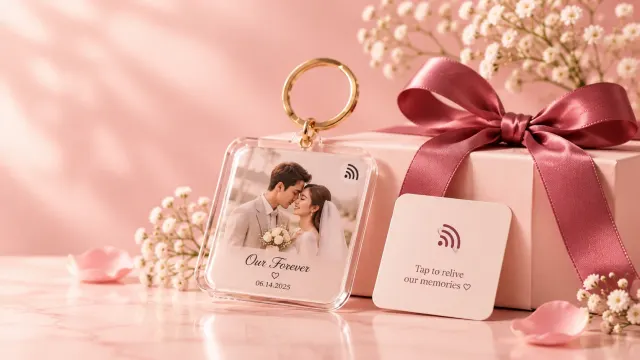 Our Forever
♡
06.14.2025
Tap to relive
our memories ♡